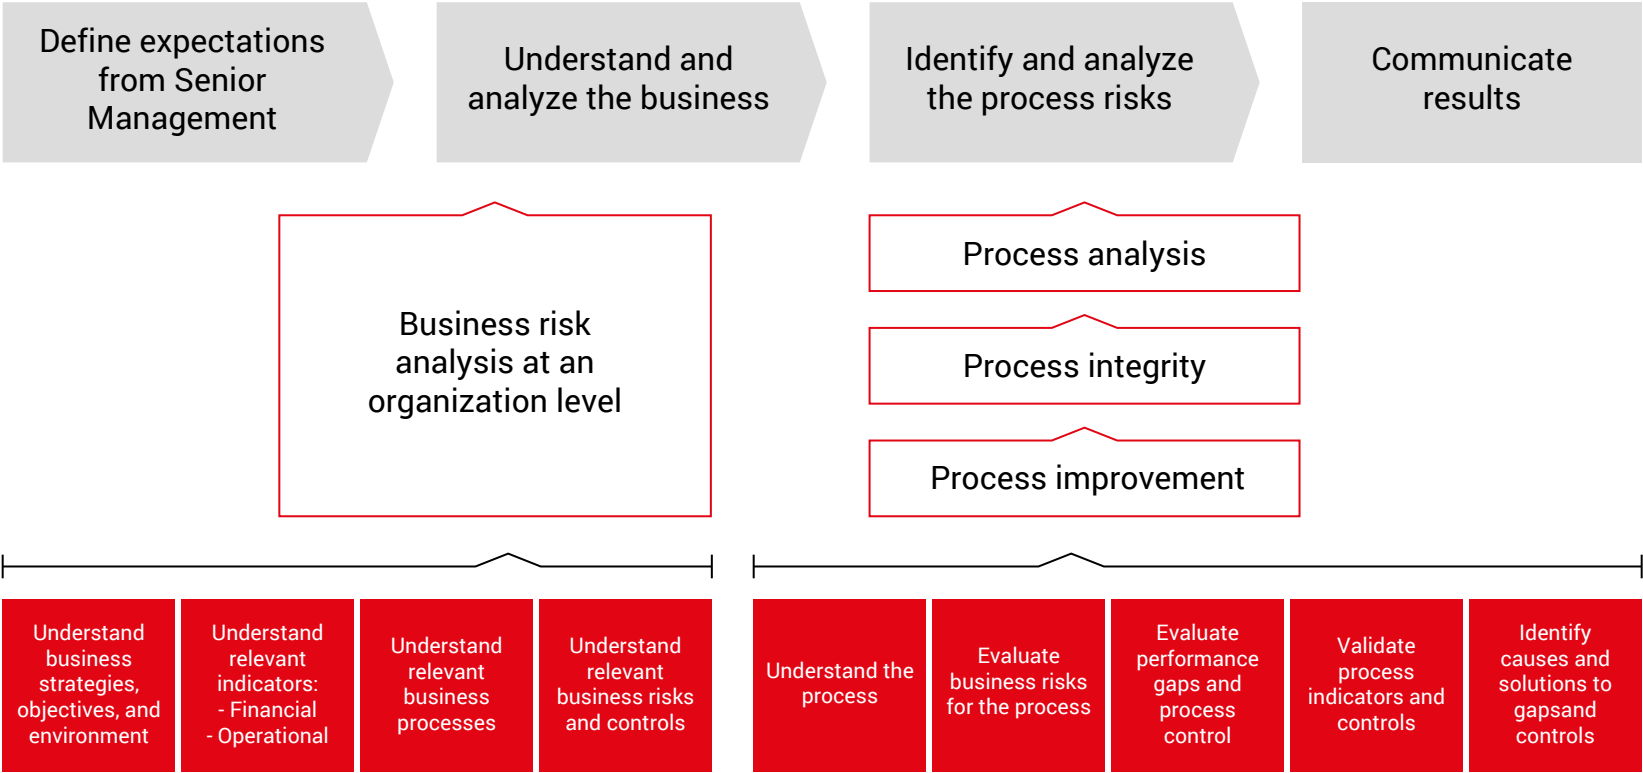 Define expectations
from Senior
Management
Understand and
analyze the business
Identify and analyze
the process risks
Communicate
results
Business risk
analysis at an
organization level
Process analysis
Process integrity
Process improvement
Understand
business
strategies,
objectives, and
environment
Understand
relevant
indicators:
- Financial
- Operational
Understand
relevant
business
processes
Understand
relevant
business risks
and controls
Understand the
process
Evaluate
business risks
for the process
Evaluate
performance
gaps and
process
control
Validate
process
indicators and
controls
Identify
causes and
solutions to
gapsand
controls